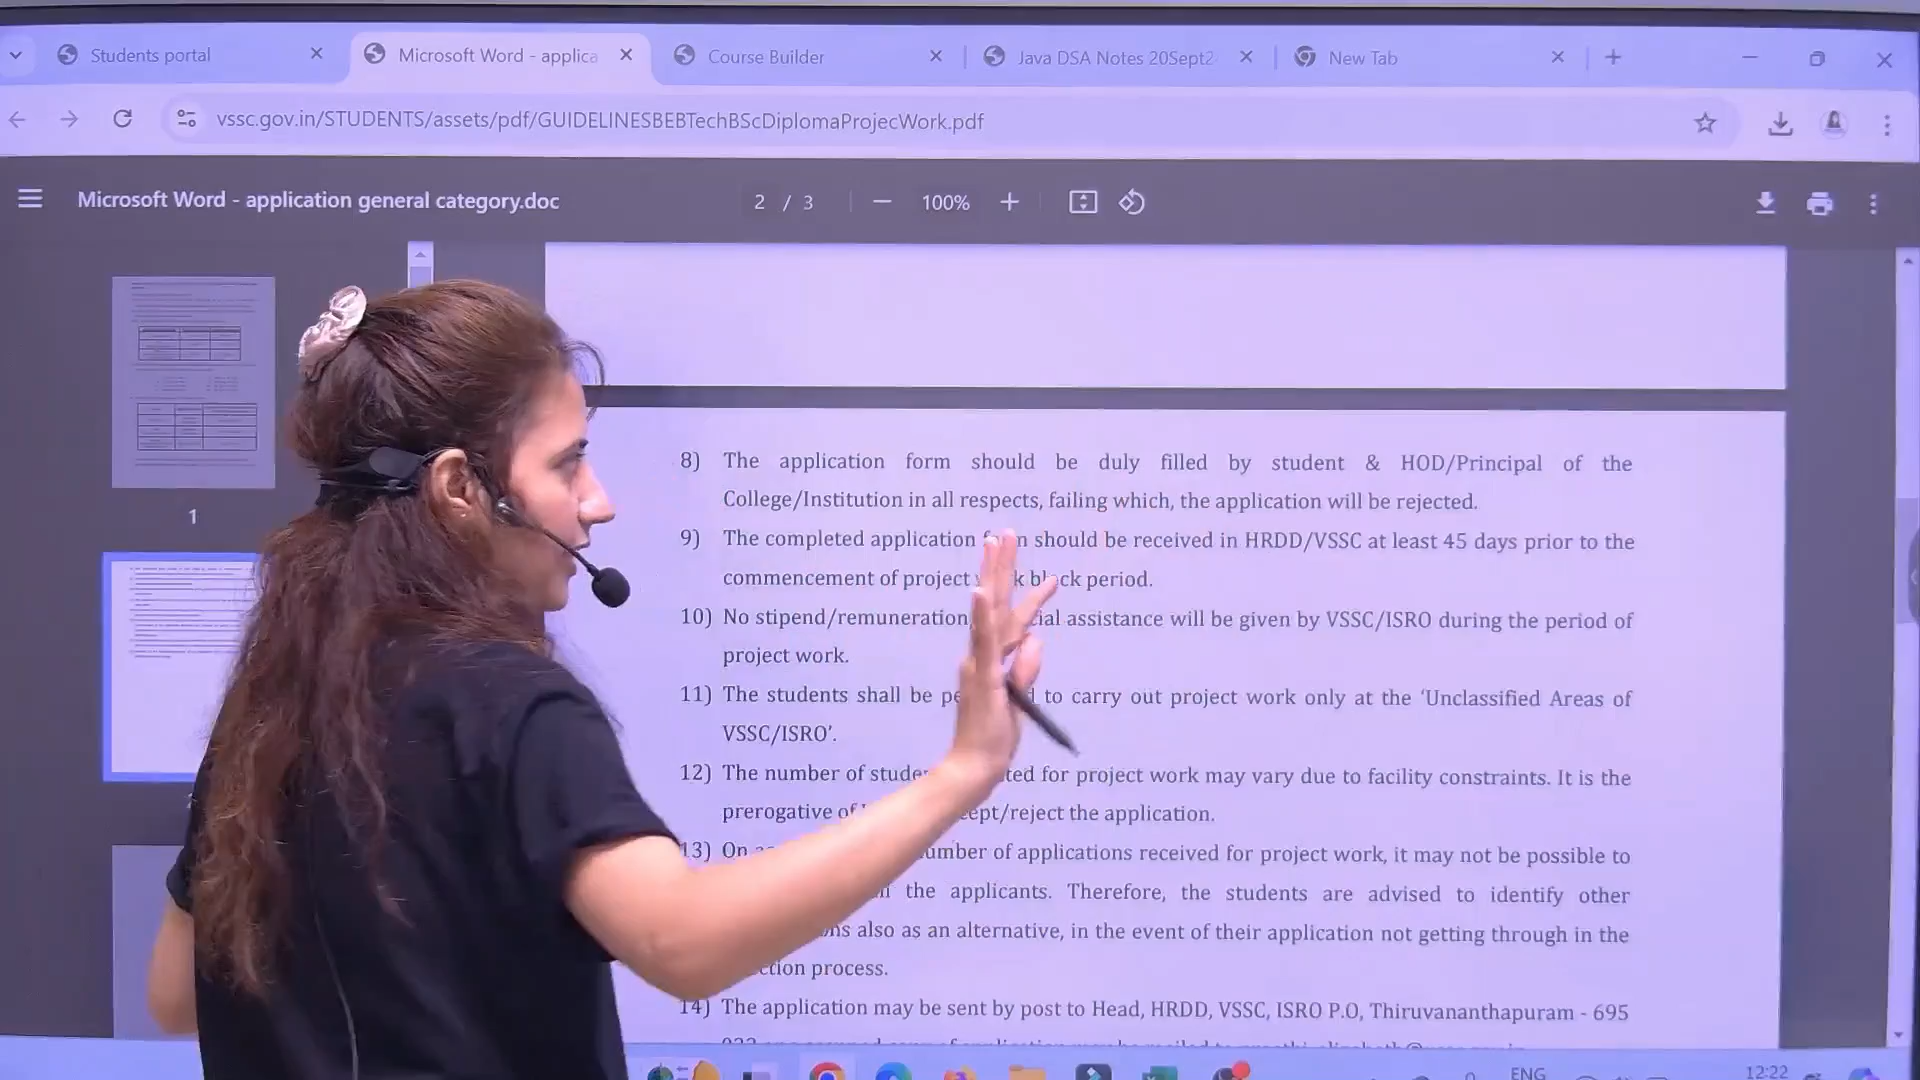 Students portal
Microsoft Word - applica
Course Builder
Java DSA Notes 20Sept2
New Tab
vssc.gov.in/STUDENTS/assets/pdf/GUIDELINESBEBTechBScDiplomaProjecWork.pdf
Microsoft Word - application general category.doc
2 / 3
100%
1
8) The application form should be duly filled by student & HOD/Principal of the
College/Institution in all respects, failing which, the application will be rejected.
9) The completed application should be received in HRDD/VSSC at least 45 days prior to the
commencement of project period.
10) No stipend/remuneration, assistance will be given by VSSC/ISRO during the period of
project work.
11) The students shall be to carry out project work only at the ‘Unclassified Areas of
VSSC/ISRO’.
12) The number of for project work may vary due to facility constraints. It is the
prerogative of the application.
13) of applications received for project work, it may not be possible to
the applicants. Therefore, the students are advised to identify other
also as an alternative, in the event of their application not getting through in the
process.
14) The application may be sent by post to Head, HRDD, VSSC, ISRO P.O, Thiruvananthapuram - 695
ENG
12:22